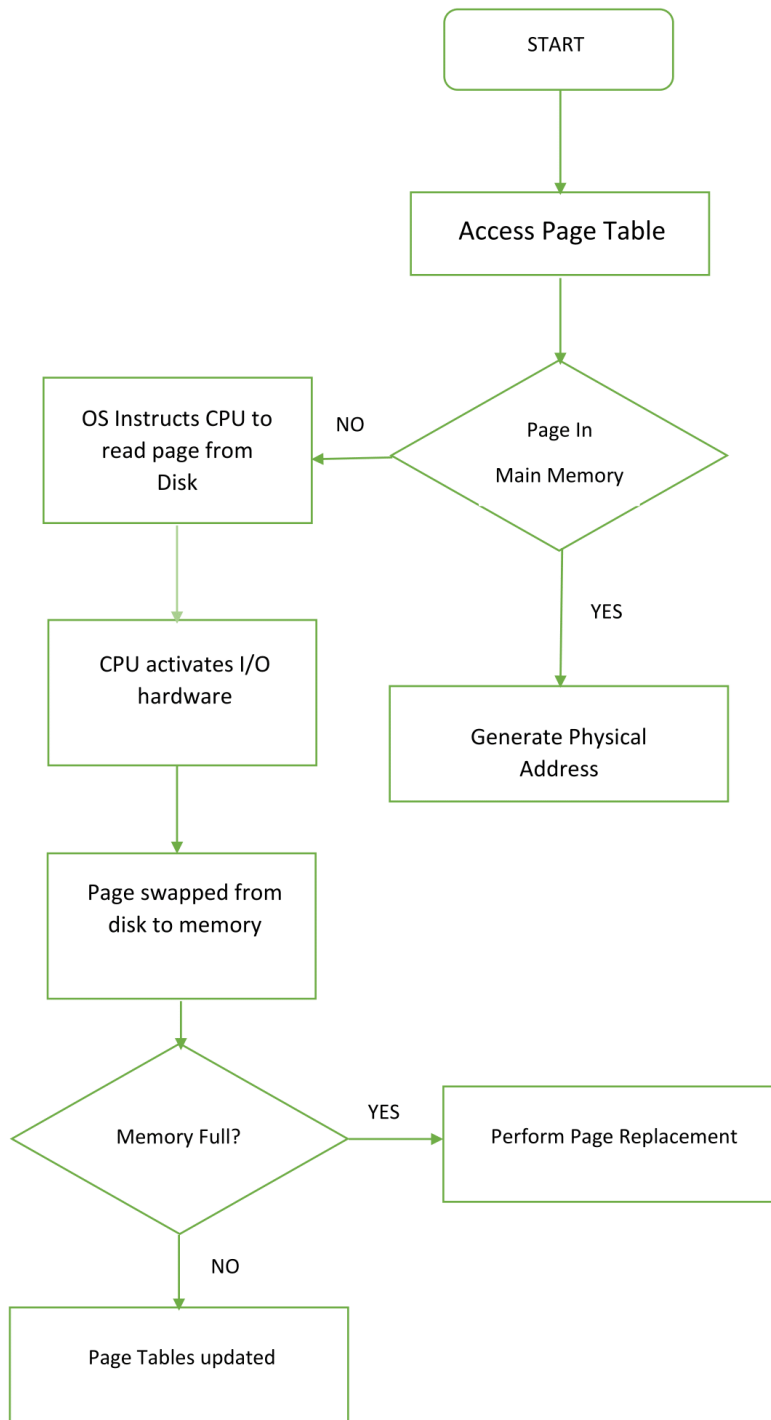 START
Access Page Table
Page In
Main Memory
NO
OS Instructs CPU to
read page from
Disk
YES
CPU activates I/O
hardware
Generate Physical
Address
Page swapped from
disk to memory
Memory Full?
YES
Perform Page Replacement
NO
Page Tables updated